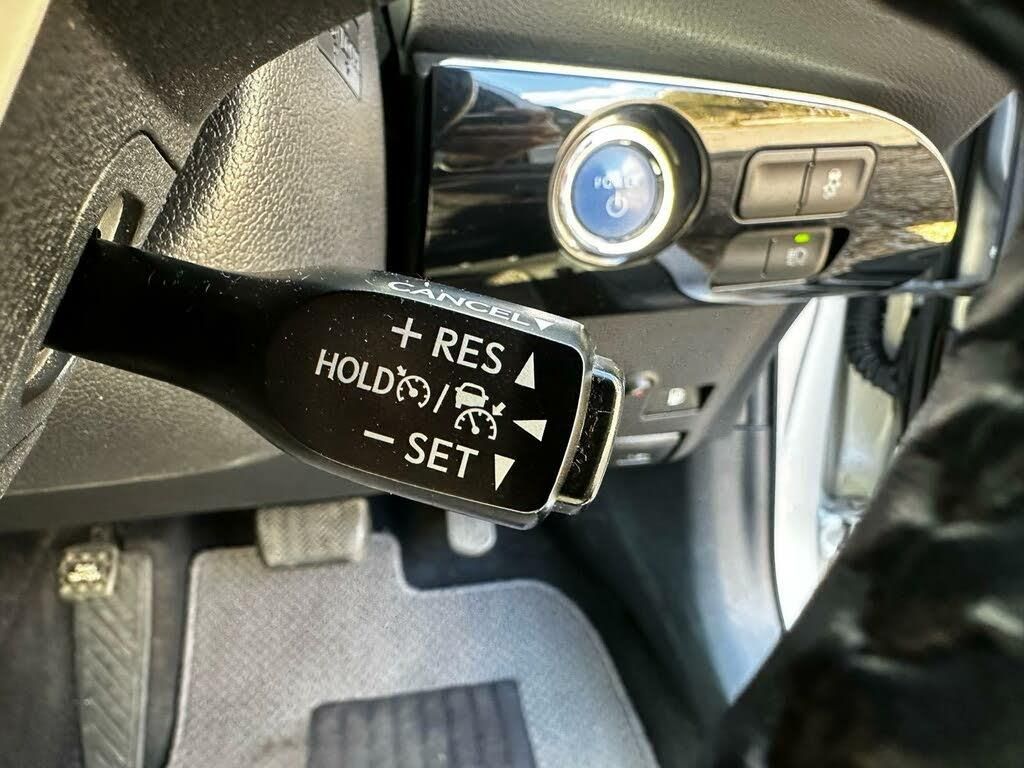 POWER
CANCEL
+ RES
HOLD /
− SET